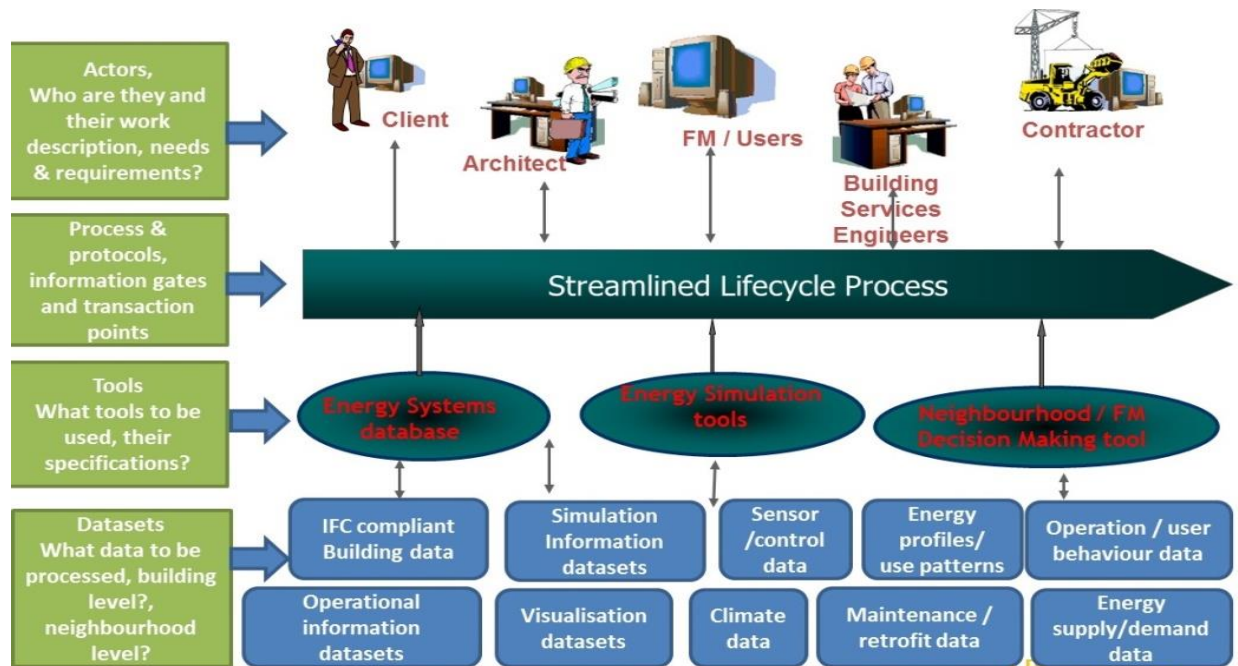 Actors,
Who are they and
their work
description, needs
& requirements?
Client
Architect
FM / Users
Building
Services
Engineers
Contractor
Process &
protocols,
information gates
and transaction
points
Streamlined Lifecycle Process
Tools
What tools to be
used, their
specifications?
Energy Systems
database
Energy Simulation
tools
Neighbourhood / FM
Decision Making tool
Datasets
What data to be
processed, building
level?,
neighbourhood
level?
IFC compliant
Building data
Simulation
Information
datasets
Sensor
/control
data
Energy
profiles/
use patterns
Operation / user
behaviour data
Operational
information
datasets
Visualisation
datasets
Climate
data
Maintenance /
retrofit data
Energy
supply/demand
data